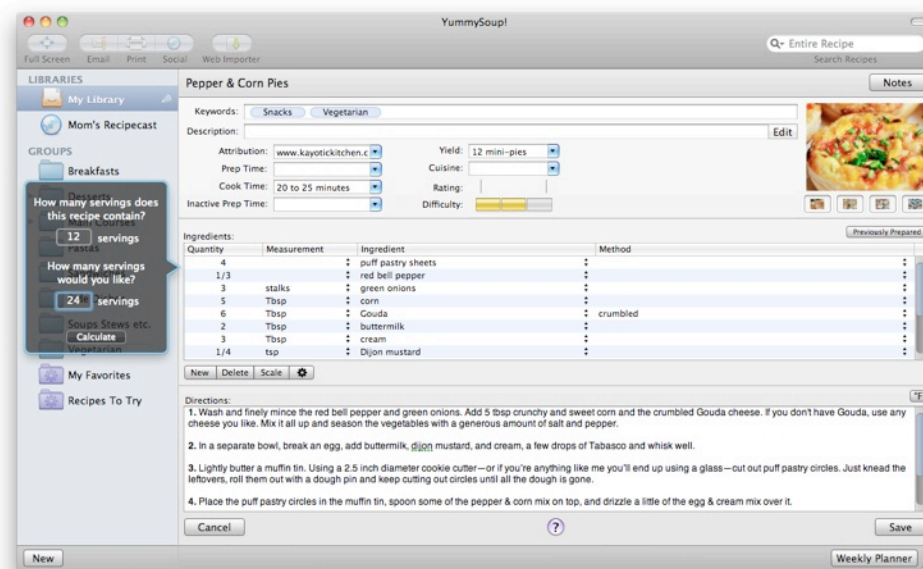 YummySoup!
Full Screen Email Print Social Web Importer
Entire Recipe
Search Recipes
LIBRARIES
My Library
Mom's Recipecast
GROUPS
Breakfasts
Desserts
Main Courses
Pastas
Soups Stews etc.
Vegetarian
My Favorites
Recipes To Try
How many servings does
this recipe contain?
12 servings
How many servings
would you like?
24 servings
Calculate
Pepper & Corn Pies
Notes
Keywords: Snacks Vegetarian
Description: Edit
Attribution: www.kayotickitchen.c Yield: 12 mini-pies
Prep Time: Cuisine:
Cook Time: 20 to 25 minutes Rating:
Inactive Prep Time: Difficulty:
Ingredients: Previously Prepared
Quantity Measurement Ingredient Method
4 puff pastry sheets
1/3 red bell pepper
3 stalks green onions
5 Tbsp corn
6 Tbsp Gouda crumbled
2 Tbsp buttermilk
3 Tbsp cream
1/4 tsp Dijon mustard
New Delete Scale
Directions: °F
1. Wash and finely mince the red bell pepper and green onions. Add 5 tbsp crunchy and sweet corn and the crumbled Gouda cheese. If you don't have Gouda, use any
cheese you like. Mix it all up and season the vegetables with a generous amount of salt and pepper.
2. In a separate bowl, break an egg, add buttermilk, dijon mustard, and cream, a few drops of Tabasco and whisk well.
3. Lightly butter a muffin tin. Using a 2.5 inch diameter cookie cutter—or if you're anything like me you'll end up using a glass—cut out puff pastry circles. Just knead the
leftovers, roll them out with a dough pin and keep cutting out circles until all the dough is gone.
4. Place the puff pastry circles in the muffin tin, spoon some of the pepper & corn mix on top, and drizzle a little of the egg & cream mix over it.
Cancel ? Save
New Weekly Planner